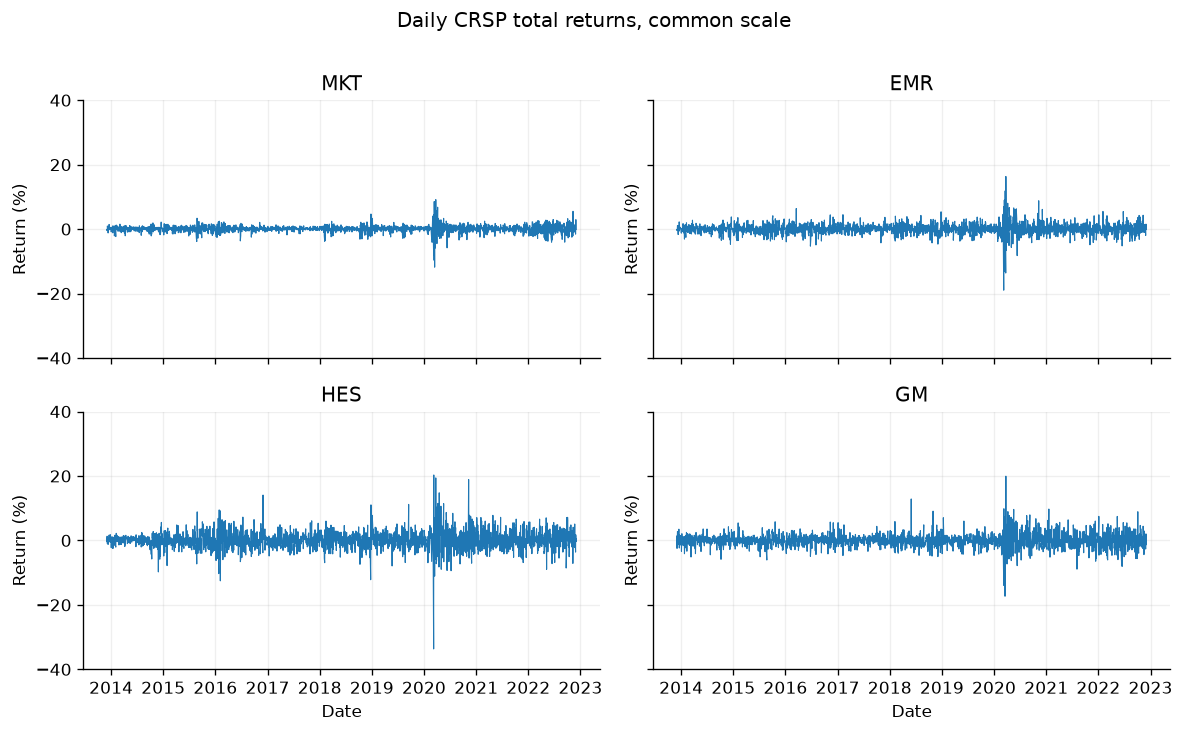 Daily CRSP total returns, common scale
MKT
EMR
40
20
0
−20
−40
Return (%)
Return (%)
HES
GM
40
20
0
−20
−40
Return (%)
Return (%)
2014 2015 2016 2017 2018 2019 2020 2021 2022 2023
2014 2015 2016 2017 2018 2019 2020 2021 2022 2023
Date
Date